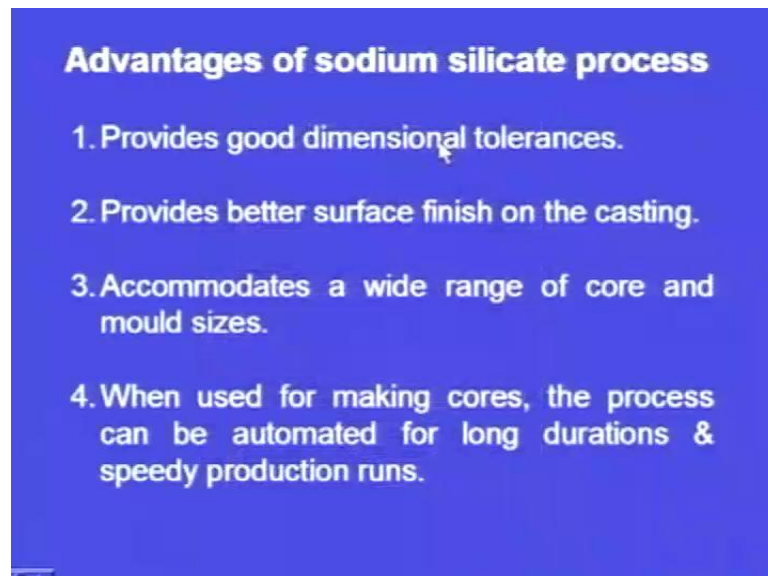 Advantages of sodium silicate process
1. Provides good dimensional tolerances.
2. Provides better surface finish on the casting.
3. Accommodates a wide range of core and
mould sizes.
4. When used for making cores, the process
can be automated for long durations &
speedy production runs.